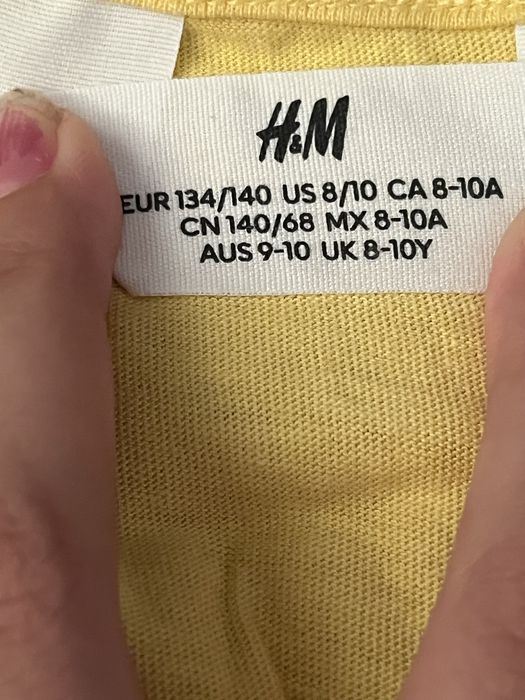 H&M
EUR 134/140 US 8/10 CA 8-10A
CN 140/68 MX 8-10A
AUS 9-10 UK 8-10Y